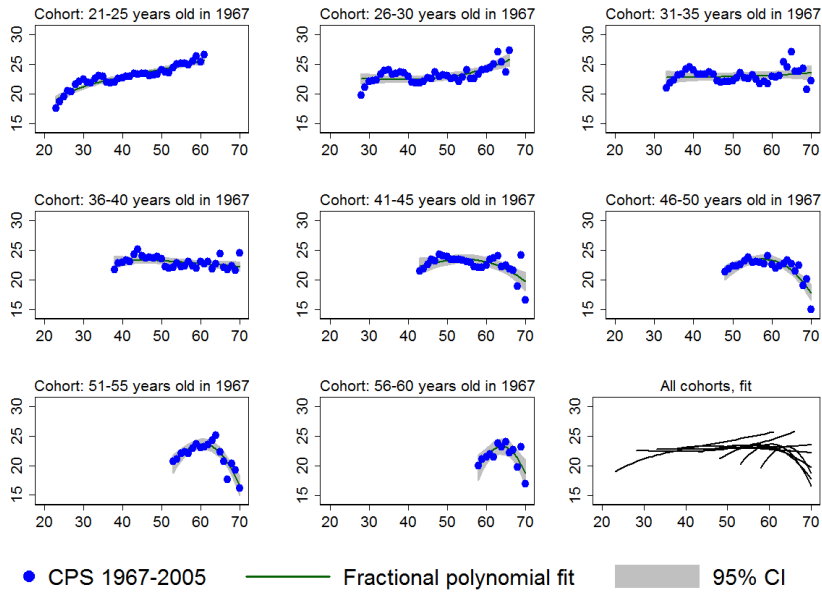 Cohort: 21-25 years old in 1967
30
25
20
15
20 30 40 50 60 70
Cohort: 26-30 years old in 1967
30
25
20
15
20 30 40 50 60 70
Cohort: 31-35 years old in 1967
30
25
20
15
20 30 40 50 60 70
Cohort: 36-40 years old in 1967
30
25
20
15
20 30 40 50 60 70
Cohort: 41-45 years old in 1967
30
25
20
15
20 30 40 50 60 70
Cohort: 46-50 years old in 1967
30
25
20
15
20 30 40 50 60 70
Cohort: 51-55 years old in 1967
30
25
20
15
20 30 40 50 60 70
Cohort: 56-60 years old in 1967
30
25
20
15
20 30 40 50 60 70
All cohorts, fit
30
25
20
15
20 30 40 50 60 70
CPS 1967-2005 Fractional polynomial fit 95% CI